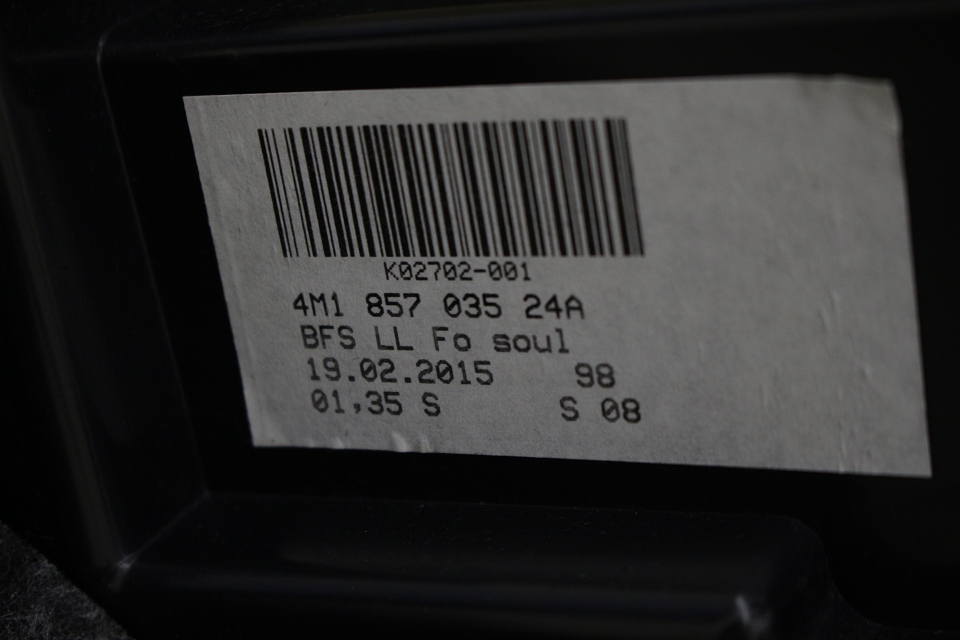 K02702-001
4M1 857 035 24A
BFS LL Fo soul
19.02.2015 98
01,35 S S 08